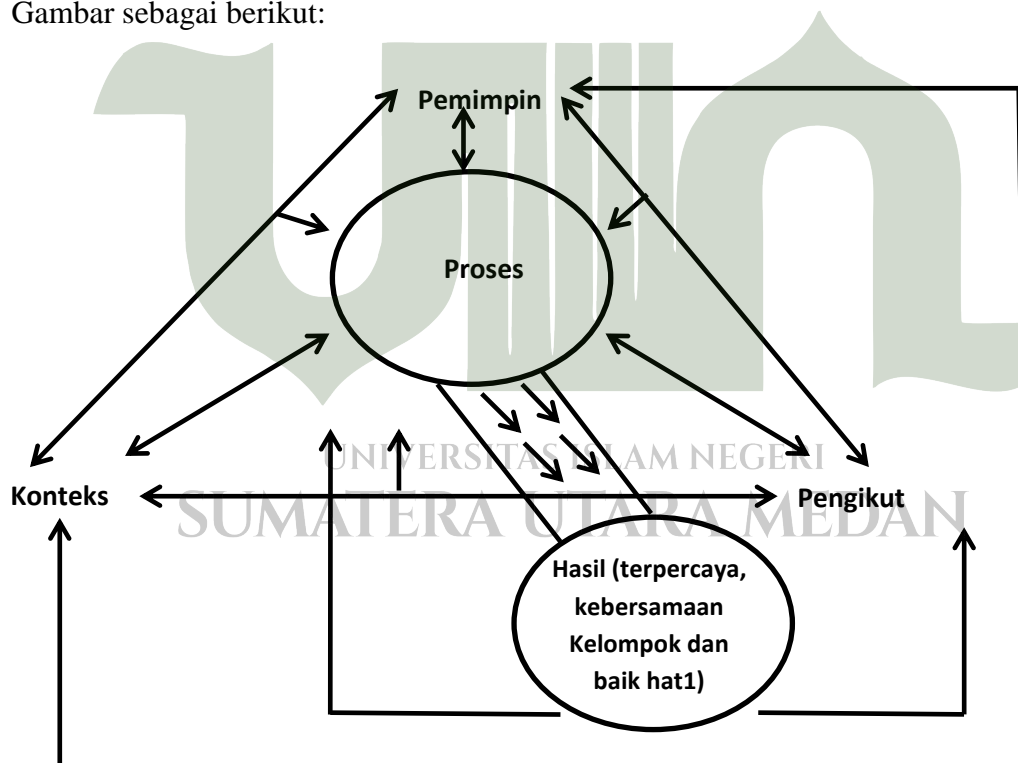 Gambar sebagai berikut:
Pemimpin
Proses
UNIVERSITAS ISLAM NEGERI
Konteks
Pengikut
SUMATERA UTARA MEDAN
Hasil (terpercaya,
kebersamaan
Kelompok dan
baik hat1)